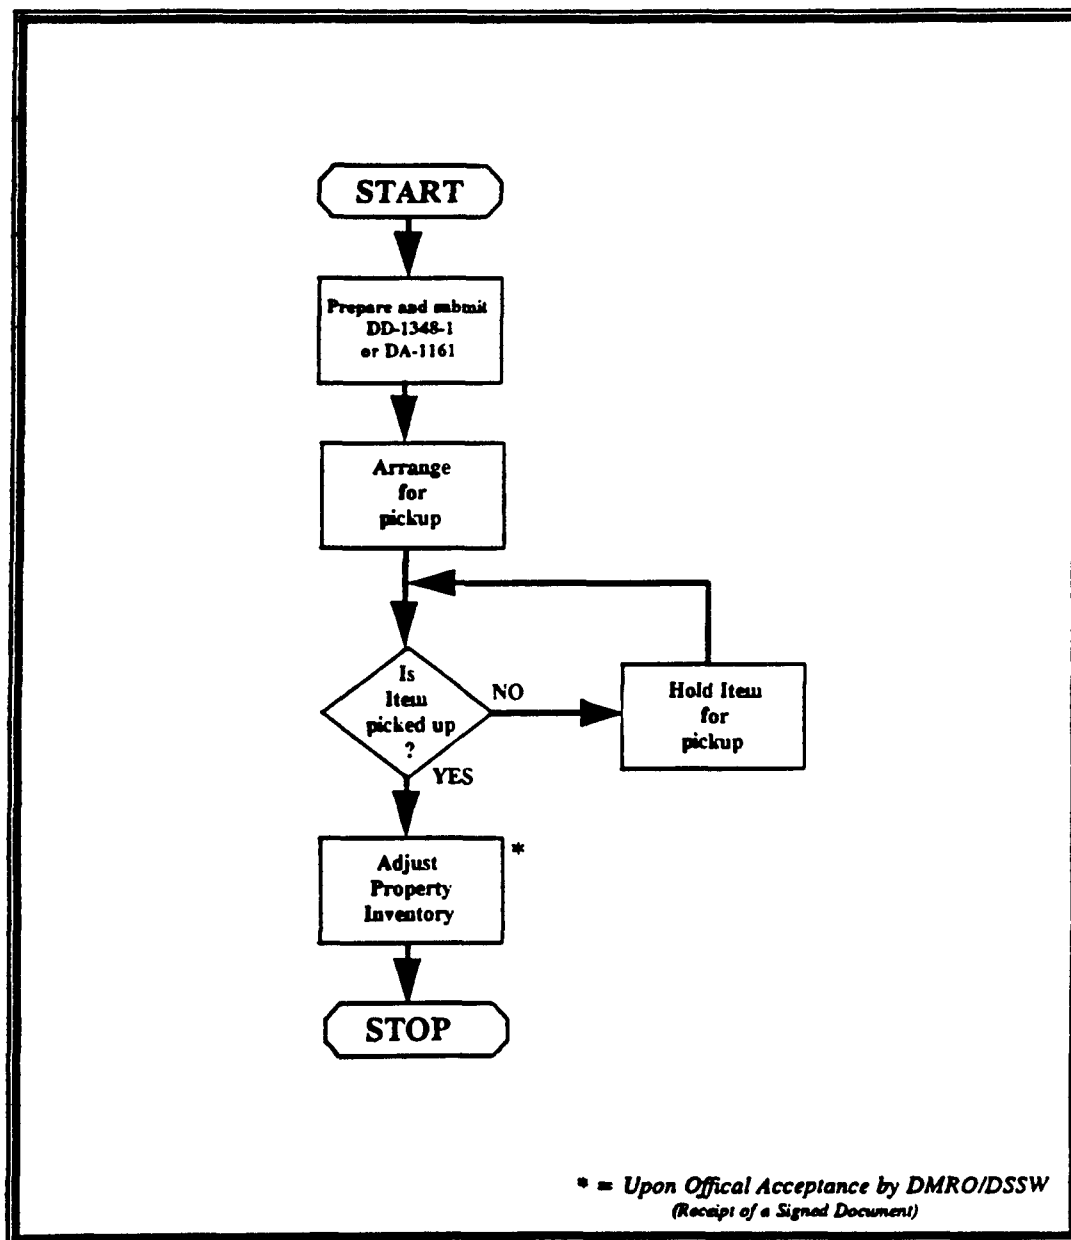 START
Prepare and submit
DD-1348-1
or DA-1161
Arrange
for
pickup
Is
Item
picked up
?
NO
Hold Item
for
pickup
YES
Adjust
Property
Inventory
*
STOP
* = Upon Offical Acceptance by DMRO/DSSW
(Receipt of a Signed Document)